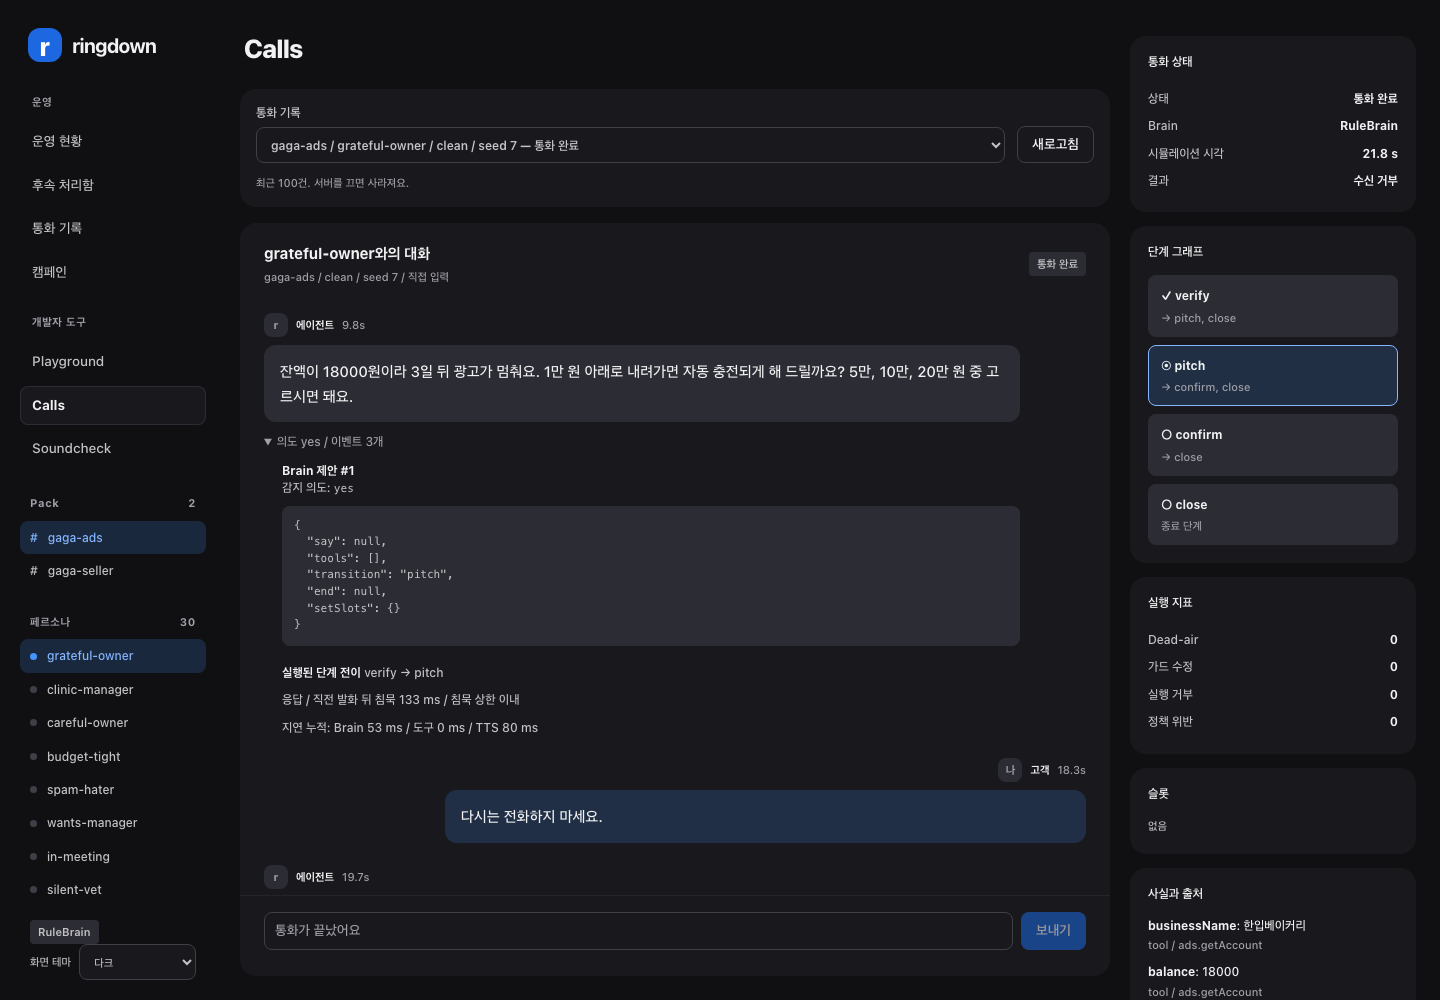 r ringdown
운영
운영 현황
후속 처리함
통화 기록
캠페인
개발자 도구
Playground
Calls
Soundcheck
Pack 2
# gaga-ads
# gaga-seller
페르소나 30
grateful-owner
clinic-manager
careful-owner
budget-tight
spam-hater
wants-manager
in-meeting
silent-vet
RuleBrain
화면 테마 다크
Calls
통화 기록
gaga-ads / grateful-owner / clean / seed 7 — 통화 완료
새로고침
최근 100건. 서버를 끄면 사라져요.
grateful-owner와의 대화
gaga-ads / clean / seed 7 / 직접 입력
통화 완료
r 에이전트 9.8s
잔액이 18000원이라 3일 뒤 광고가 멈춰요. 1만 원 아래로 내려가면 자동 충전되게 해 드릴까요? 5만, 10만, 20만 원 중 고
르시면 돼요.
▼ 의도 yes / 이벤트 3개
Brain 제안 #1
감지 의도: yes
{
"say": null,
"tools": [],
"transition": "pitch",
"end": null,
"setSlots": {}
}
실행된 단계 전이 verify → pitch
응답 / 직전 발화 뒤 침묵 133 ms / 침묵 상한 이내
지연 누적: Brain 53 ms / 도구 0 ms / TTS 80 ms
나 고객 18.3s
다시는 전화하지 마세요.
r 에이전트 19.7s
통화가 끝났어요
보내기
통화 상태
상태 통화 완료
Brain RuleBrain
시뮬레이션 시각 21.8 s
결과 수신 거부
단계 그래프
✓ verify
→ pitch, close
⦿ pitch
→ confirm, close
○ confirm
→ close
○ close
종료 단계
실행 지표
Dead-air 0
가드 수정 0
실행 거부 0
정책 위반 0
슬롯
없음
사실과 출처
businessName: 한입베이커리
tool / ads.getAccount
balance: 18000
tool / ads.getAccount